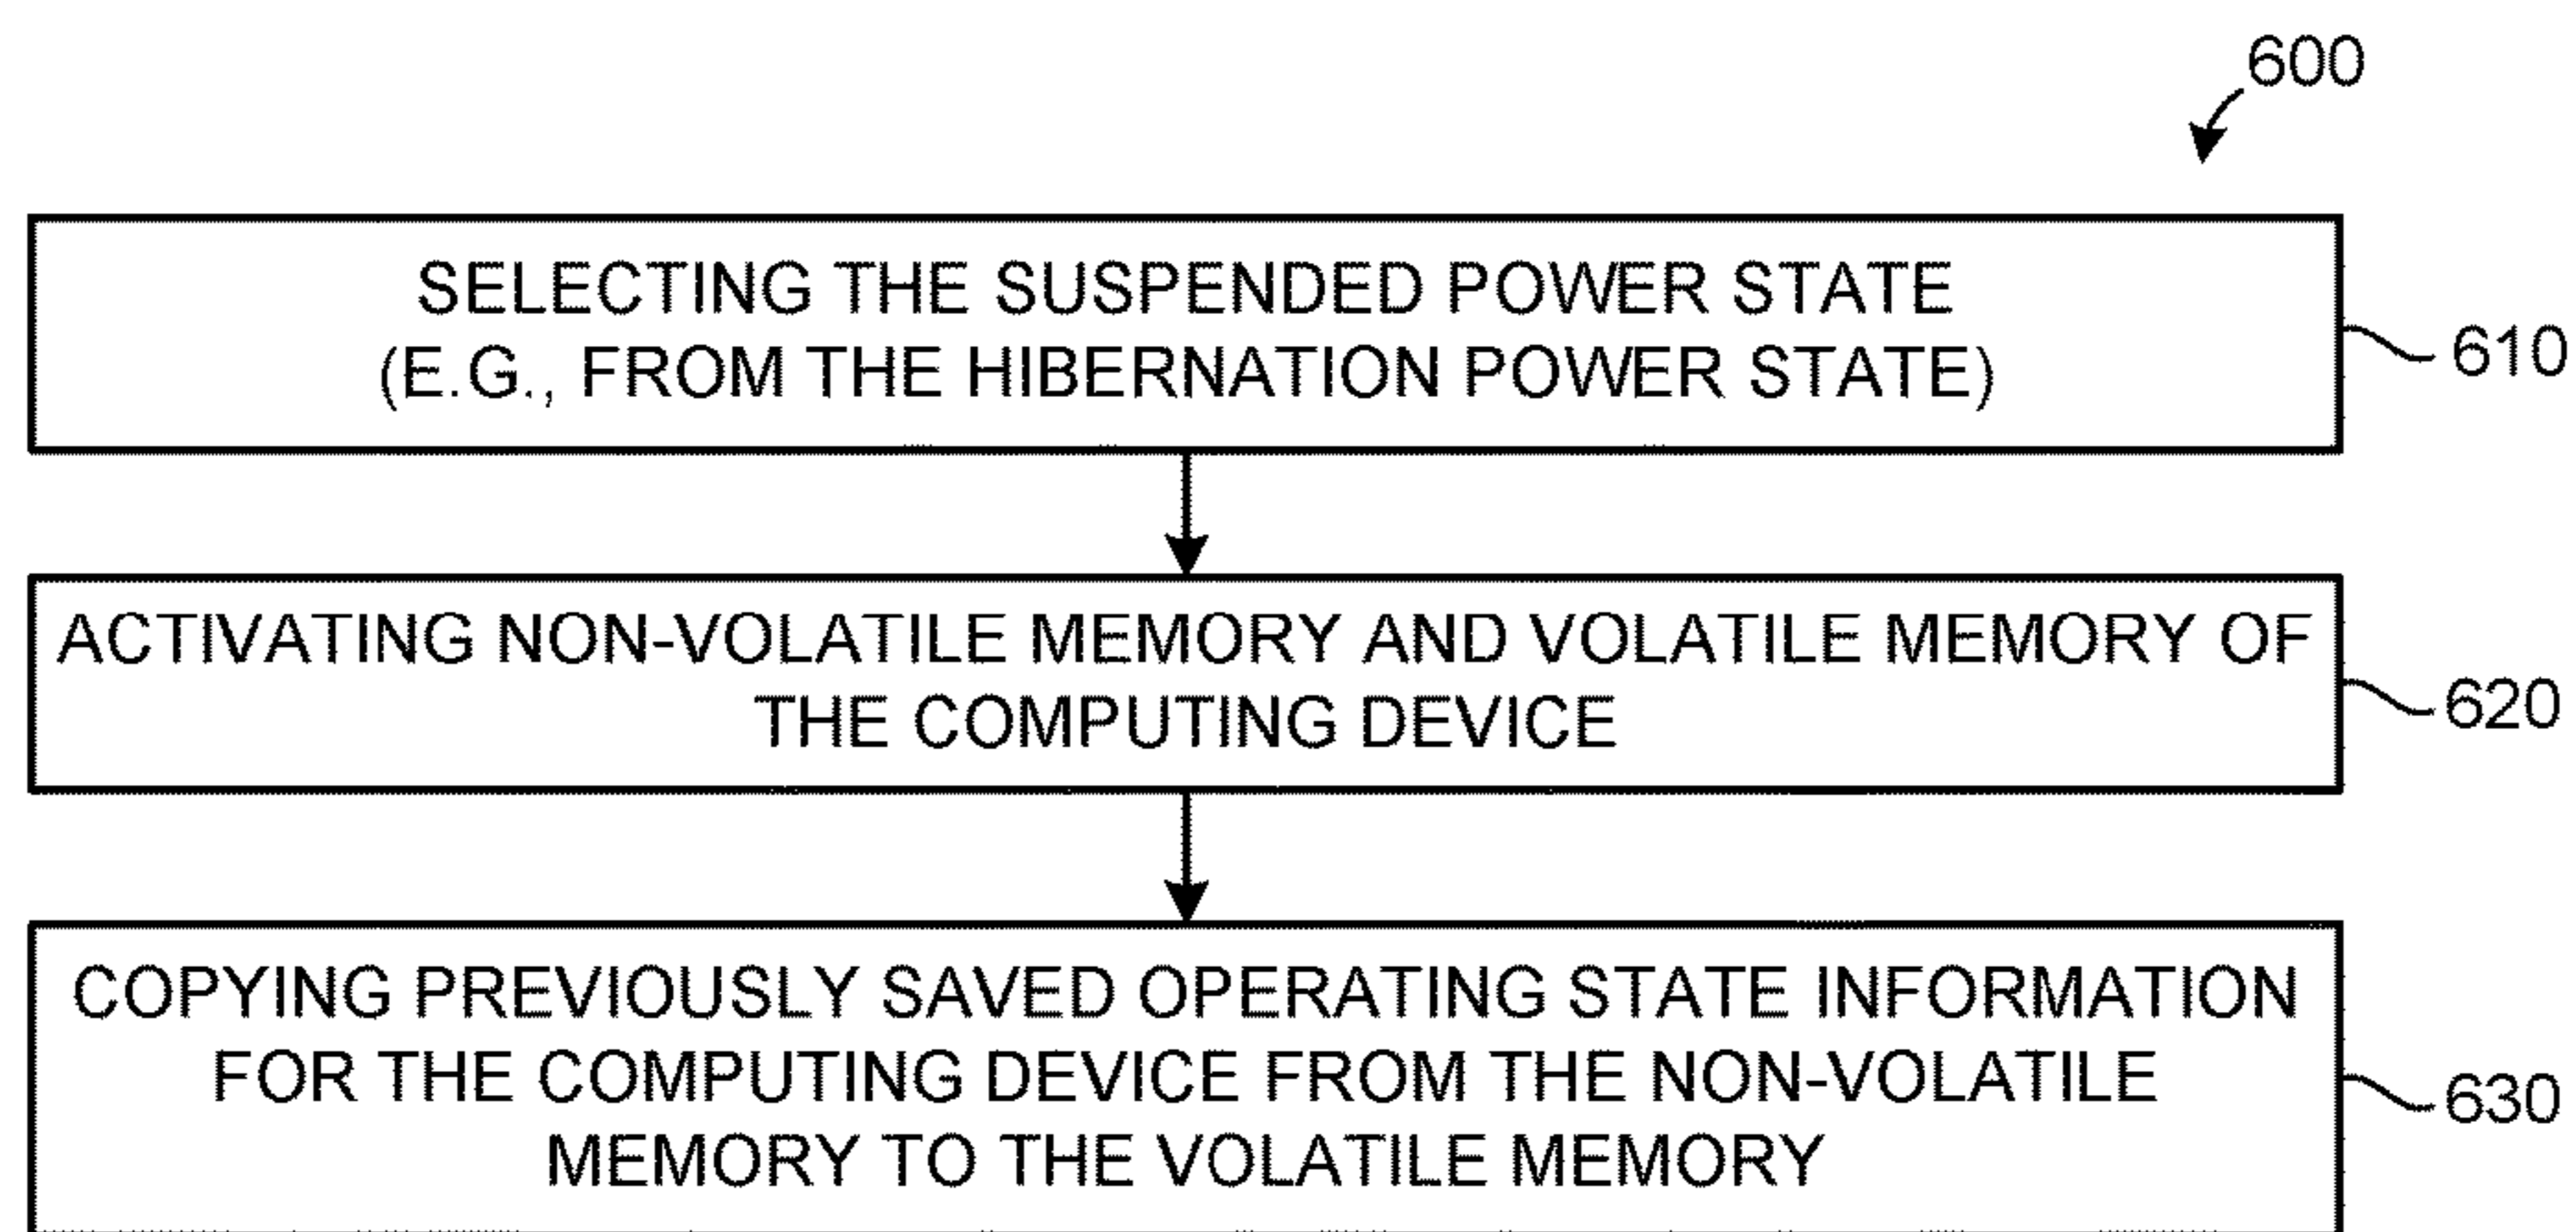 600
SELECTING THE SUSPENDED POWER STATE
(E.G., FROM THE HIBERNATION POWER STATE)
610
ACTIVATING NON-VOLATILE MEMORY AND VOLATILE MEMORY OF
THE COMPUTING DEVICE
620
COPYING PREVIOUSLY SAVED OPERATING STATE INFORMATION
FOR THE COMPUTING DEVICE FROM THE NON-VOLATILE
MEMORY TO THE VOLATILE MEMORY
630